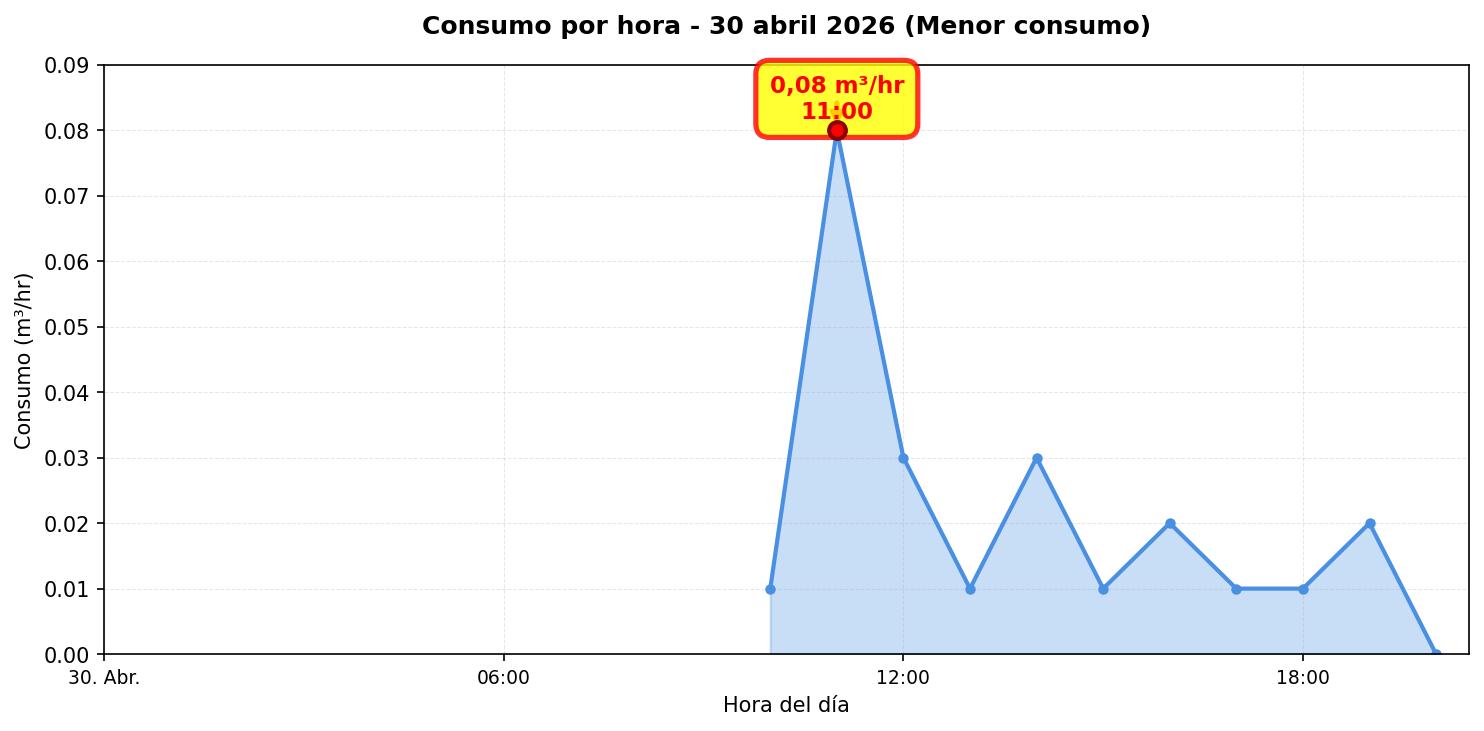 Consumo por hora - 30 abril 2026 (Menor consumo)
0,08 m³/hr
11:00
0.09
0.08
0.07
0.06
0.05
0.04
0.03
0.02
0.01
0.00
Consumo (m³/hr)
30. Abr.
06:00
12:00
18:00
Hora del día